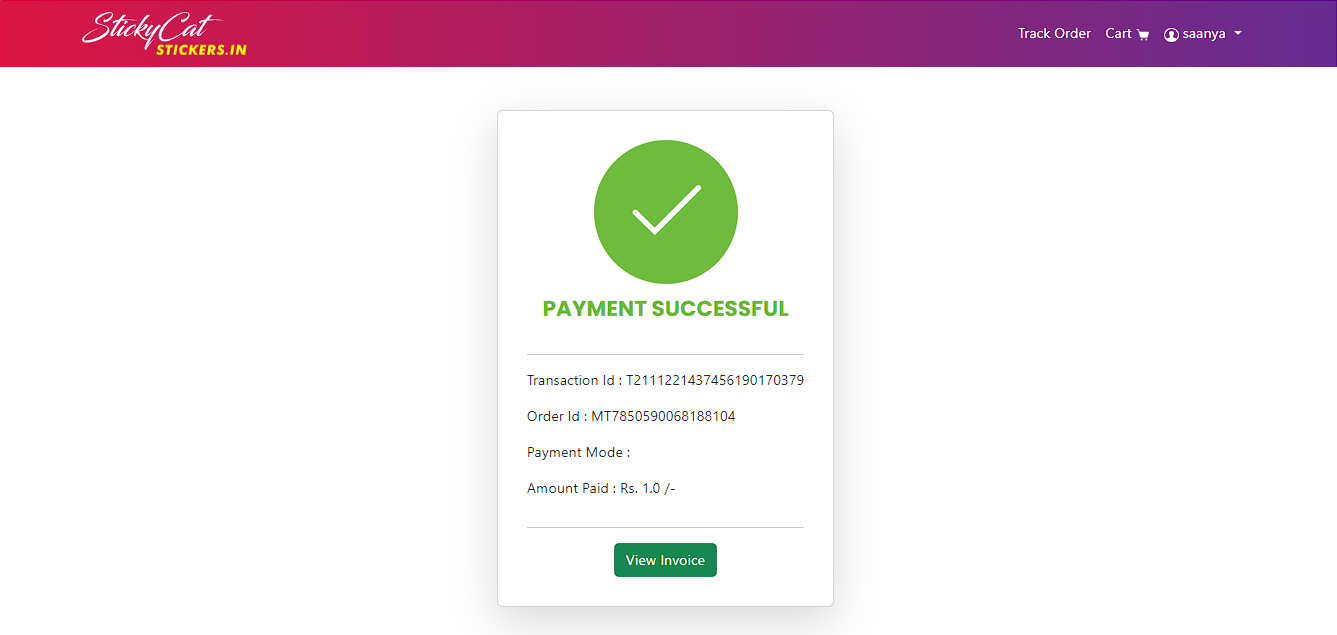 StickyCat
STICKERS.IN
Track Order Cart saanya
PAYMENT SUCCESSFUL
Transaction Id : T2111221437456190170379
Order Id : MT7850590068188104
Payment Mode :
Amount Paid : Rs. 1.0 /-
View Invoice